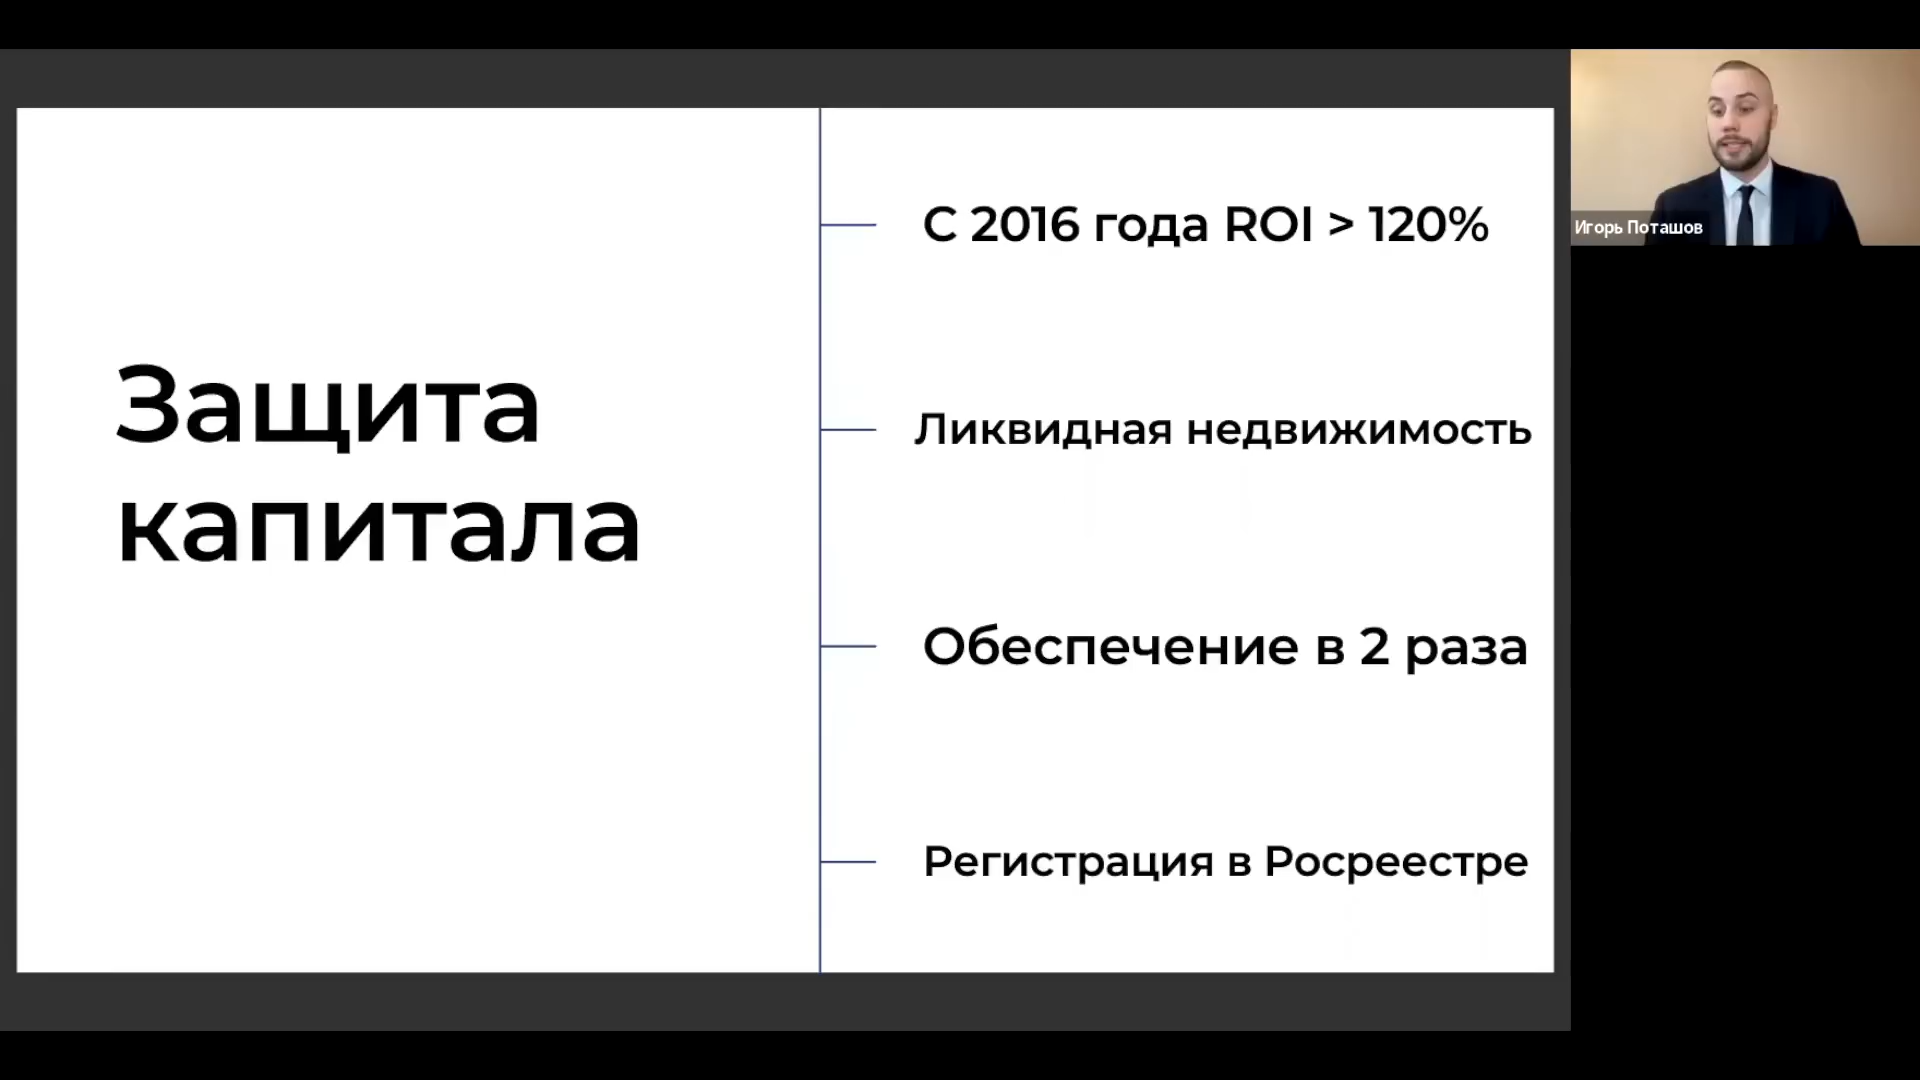 Защита
капитала
С 2016 года ROI > 120%
Ликвидная недвижимость
Обеспечение в 2 раза
Регистрация в Росреестре
Игорь Поташов